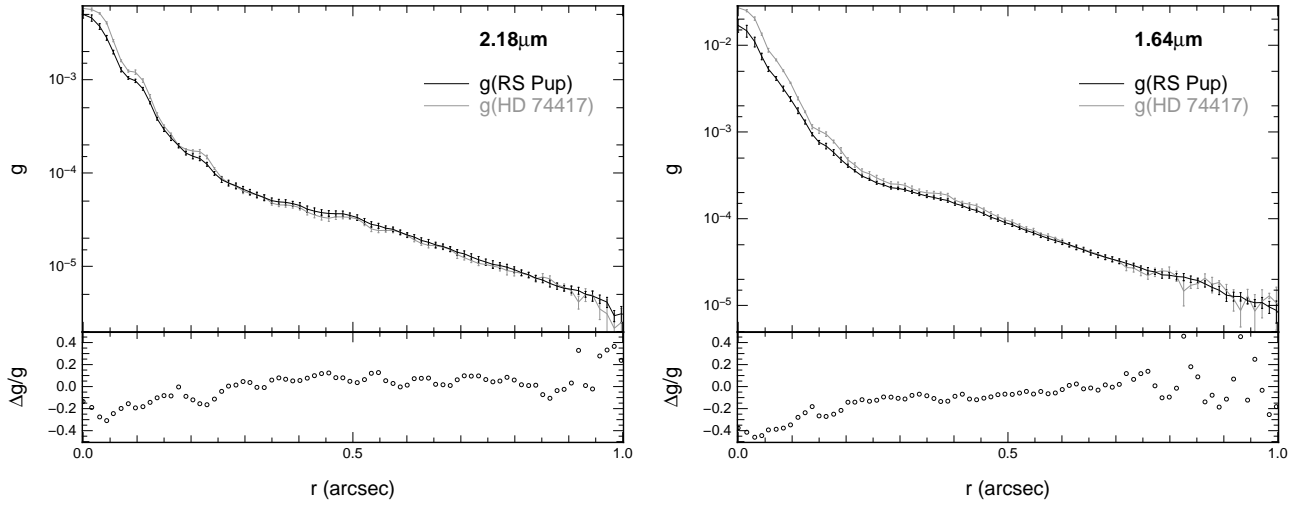 2.18μm
g(RS Pup)
g(HD 74417)
g
10⁻³
10⁻⁴
10⁻⁵
Δg/g
0.4
0.2
0.0
−0.2
−0.4
0.0 0.5 1.0
r (arcsec)
1.64μm
g(RS Pup)
g(HD 74417)
g
10⁻²
10⁻³
10⁻⁴
10⁻⁵
Δg/g
0.4
0.2
0.0
−0.2
−0.4
0.0 0.5 1.0
r (arcsec)